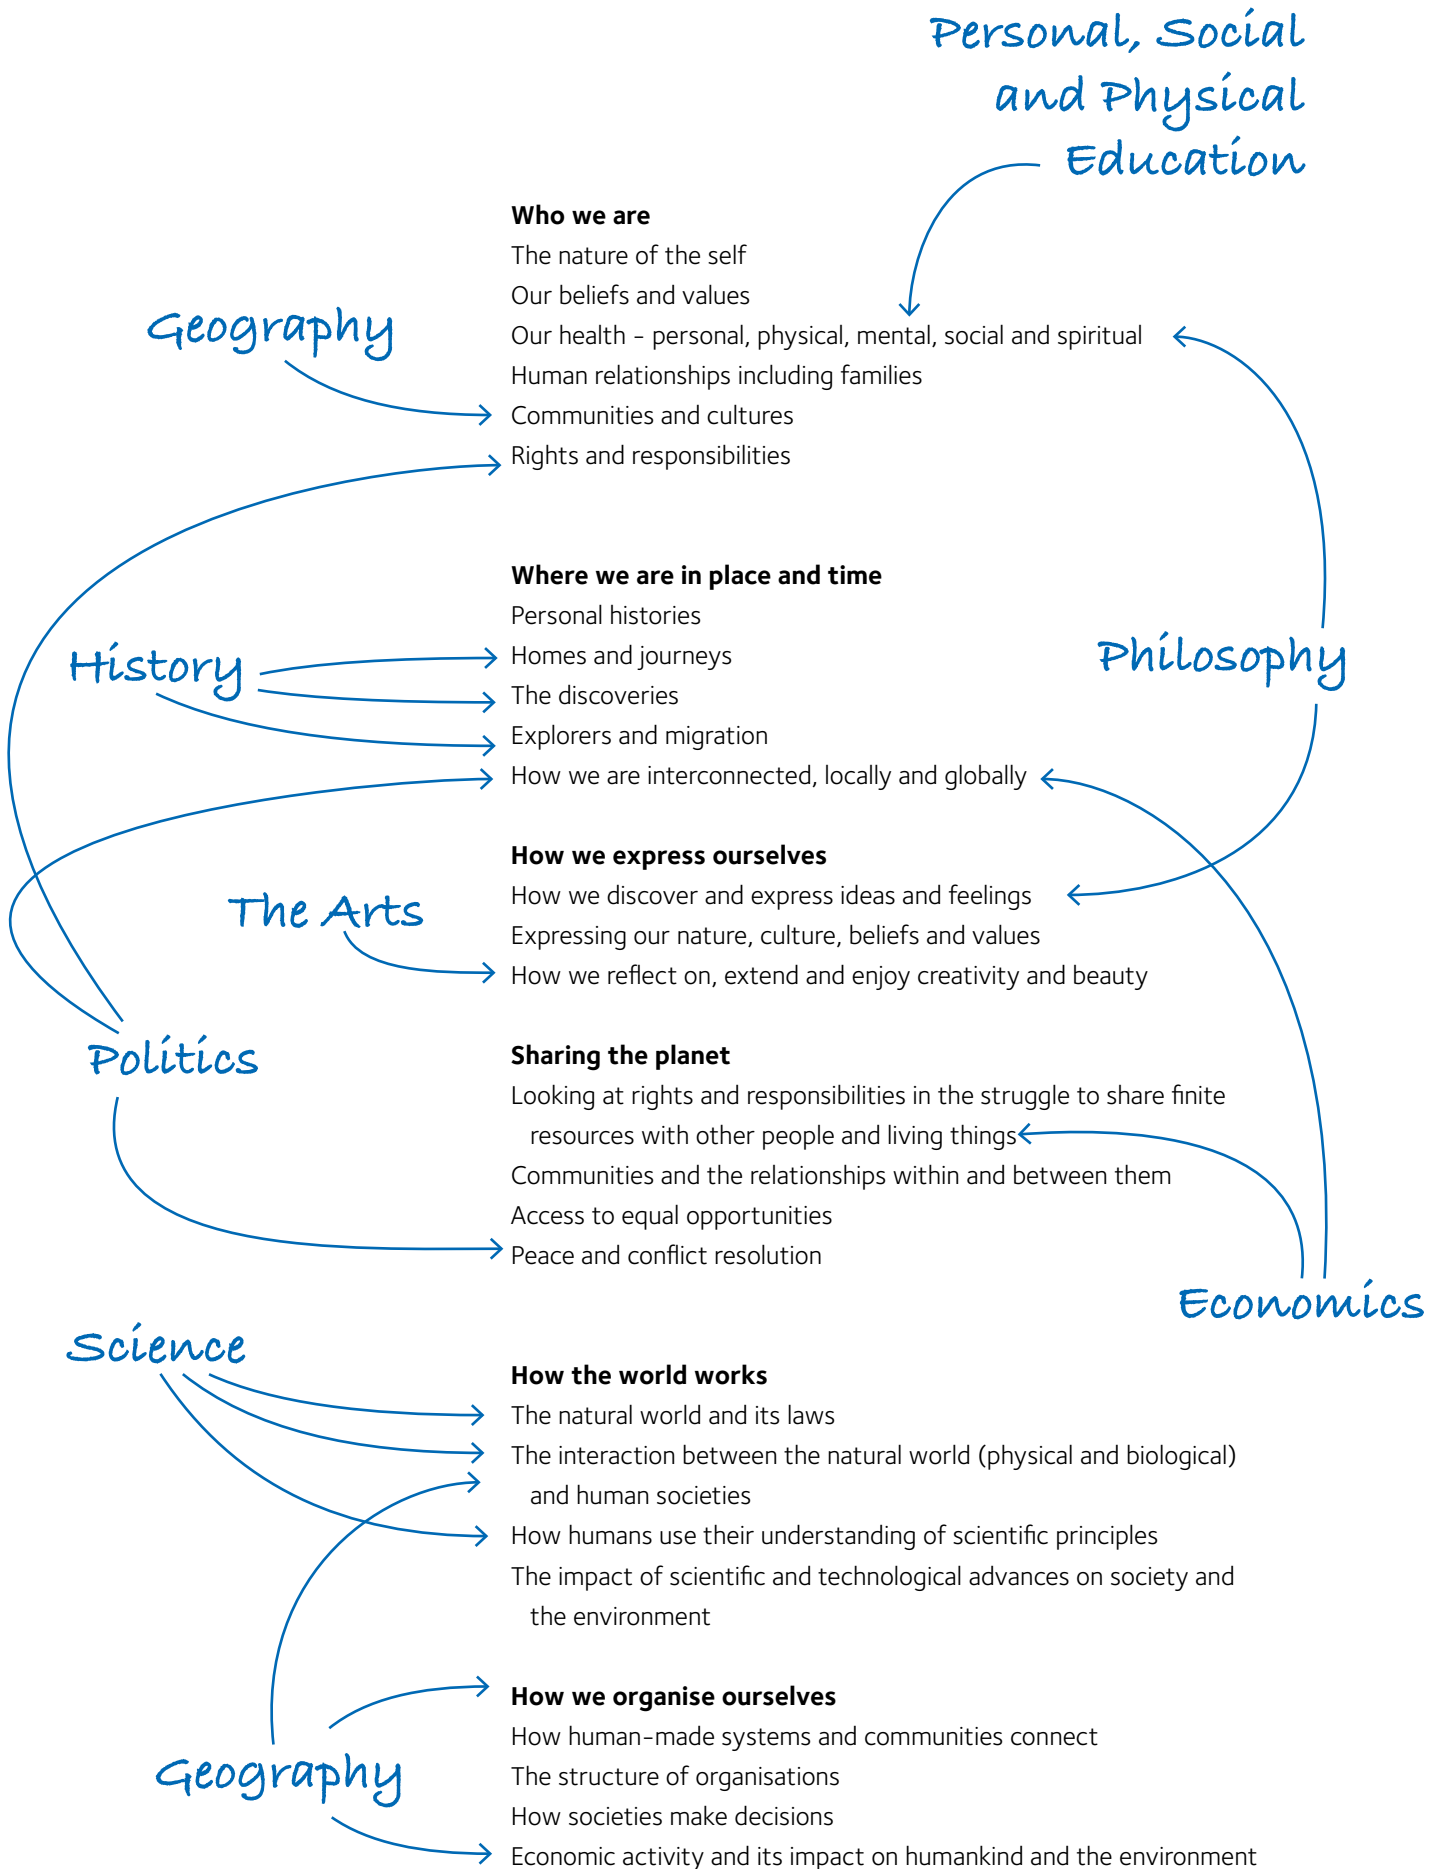 Personal, Social
and Physical
Education
Who we are
The nature of the self
Our beliefs and values
Geography
Our health - personal, physical, mental, social and spiritual
Human relationships including families
Communities and cultures
Rights and responsibilities
Where we are in place and time
Personal histories
History
Homes and journeys
Philosophy
The discoveries
Explorers and migration
How we are interconnected, locally and globally
How we express ourselves
The Arts
How we discover and express ideas and feelings
Expressing our nature, culture, beliefs and values
How we reflect on, extend and enjoy creativity and beauty
Politics
Sharing the planet
Looking at rights and responsibilities in the struggle to share finite
resources with other people and living things
Communities and the relationships within and between them
Access to equal opportunities
Peace and conflict resolution
Economics
Science
How the world works
The natural world and its laws
The interaction between the natural world (physical and biological)
and human societies
How humans use their understanding of scientific principles
The impact of scientific and technological advances on society and
the environment
How we organise ourselves
How human-made systems and communities connect
Geography
The structure of organisations
How societies make decisions
Economic activity and its impact on humankind and the environment